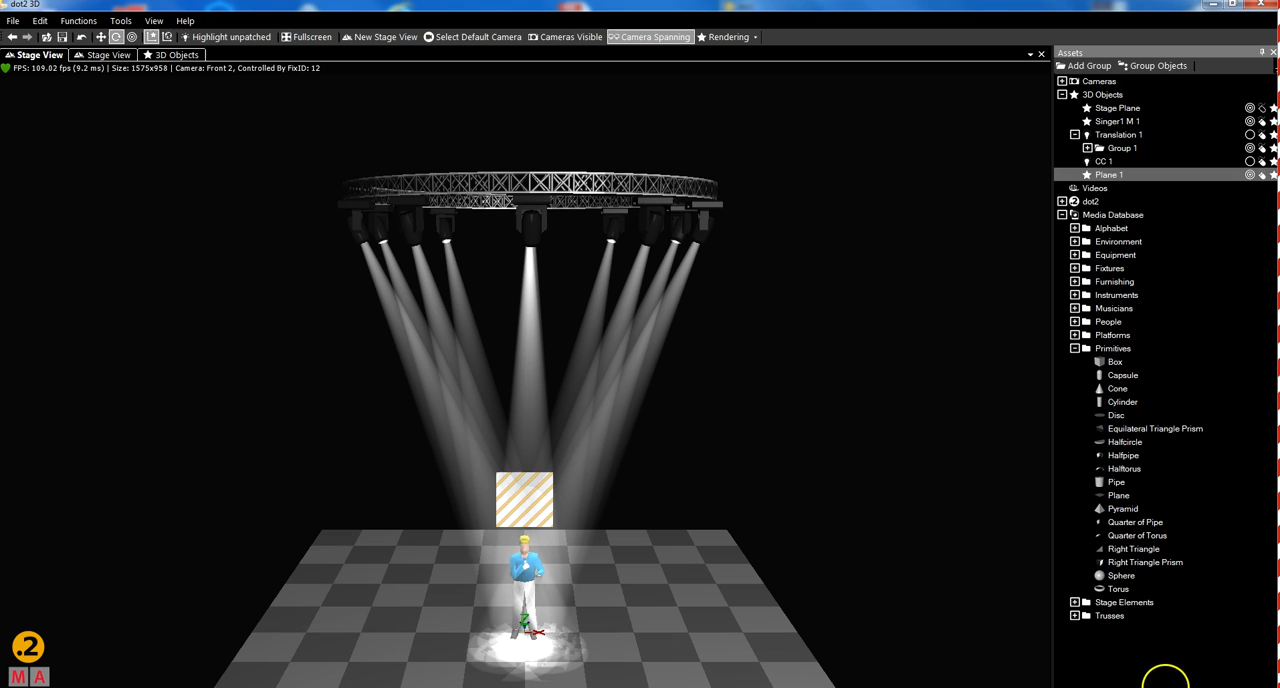 dot2 3D
File Edit Functions Tools View Help
Highlight unpatched Fullscreen New Stage View Select Default Camera Cameras Visible Camera Spanning Rendering
Stage View Stage View 3D Objects
FPS: 109.02 fps (9.2 ms) | Size: 1575x958 | Camera: Front 2, Controlled By FixID: 12
Assets
Add Group Group Objects
Cameras
3D Objects
Stage Plane
Singer1 M 1
Translation 1
Group 1
CC 1
Plane 1
Videos
dot2
Media Database
Alphabet
Environment
Equipment
Fixtures
Furnishing
Instruments
Musicians
People
Platforms
Primitives
Box
Capsule
Cone
Cylinder
Disc
Equilateral Triangle Prism
Halfcircle
Halfpipe
Halftorus
Pipe
Plane
Pyramid
Quarter of Pipe
Quarter of Torus
Right Triangle
Right Triangle Prism
Sphere
Torus
Stage Elements
Trusses
.2
MA